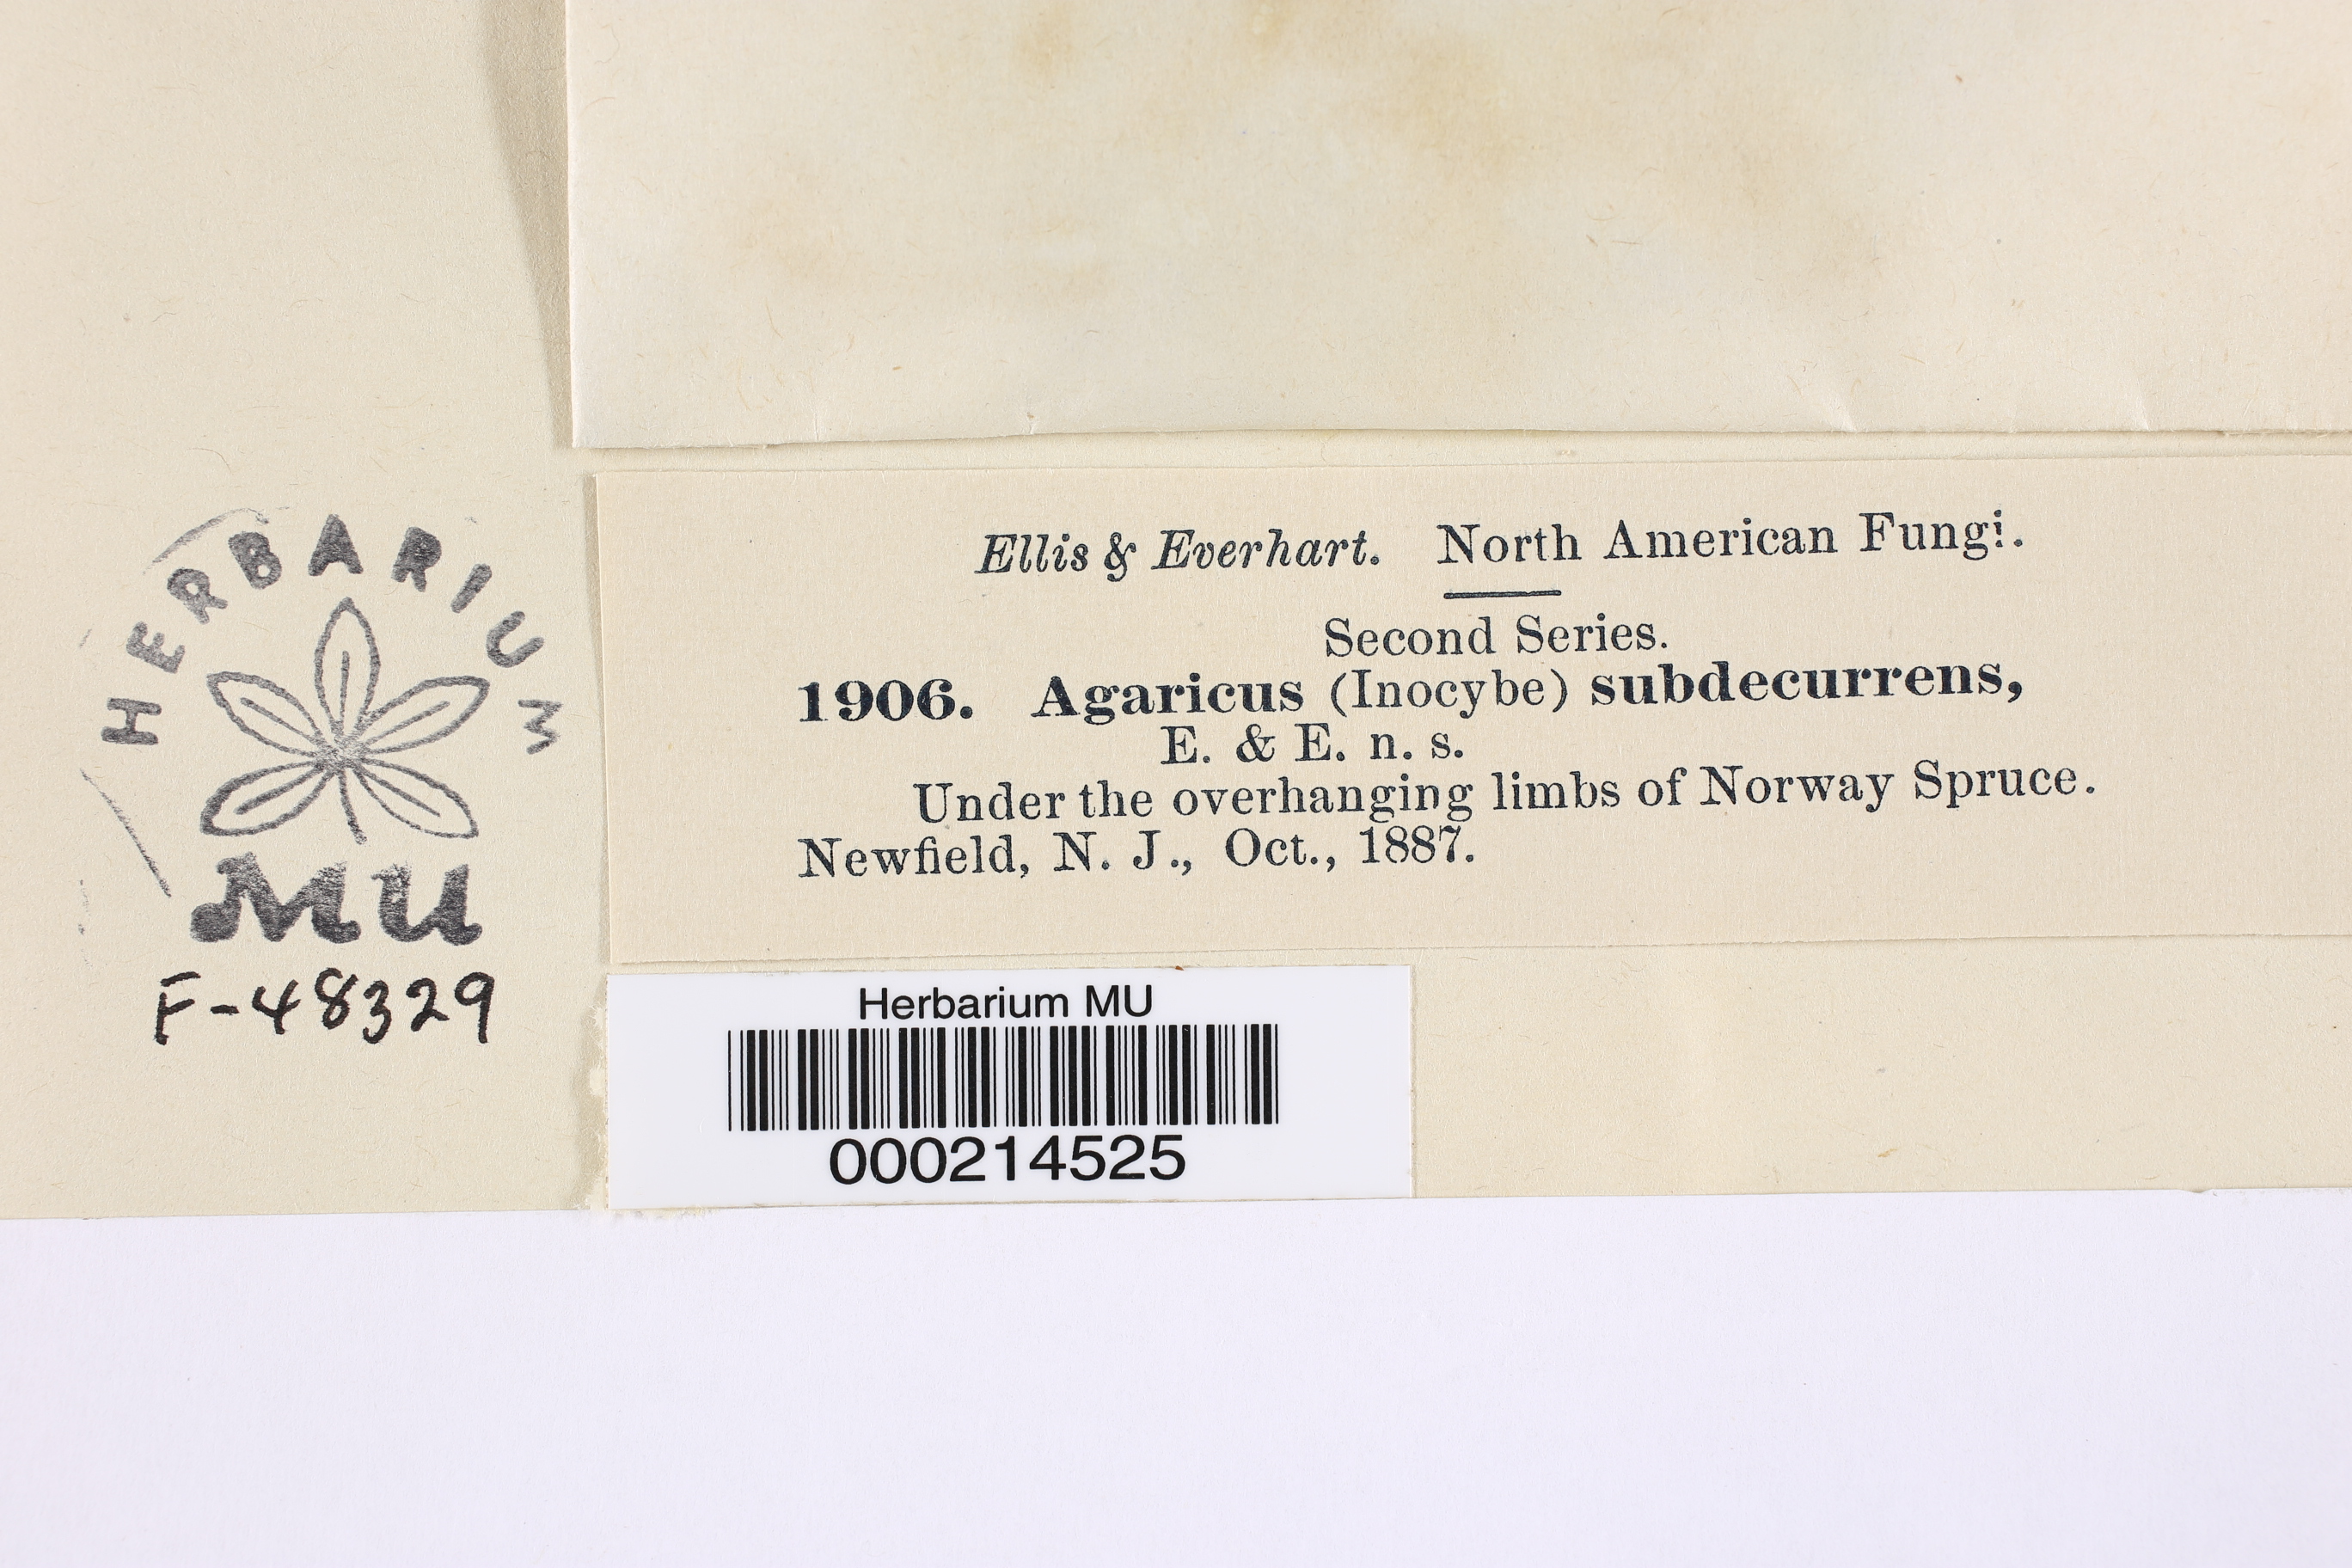 HERBARIUM
MU
F-48329
Ellis & Everhart. North American Fungi.
Second Series.
1906. Agaricus (Inocybe) subdecurrens,
E. & E. n. s.
Under the overhanging limbs of Norway Spruce.
Newfield, N. J., Oct., 1887.
Herbarium MU
000214525